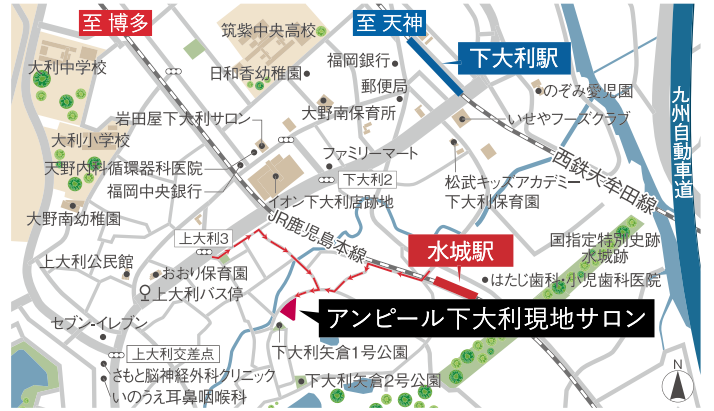 至 博多
筑紫中央高校
至 天神
大利中学校
日和香幼稚園
福岡銀行
下大利駅
郵便局
のぞみ愛児園
九州自動車道
大野南保育所
岩田屋下大利サロン
いせやフーズクラブ
大利小学校
ファミリーマート
天野内科循環器科医院
福岡中央銀行
下大利2
松武キッズアカデミー
下大利保育園
西鉄大牟田線
イオン下大利店跡地
大野南幼稚園
JR鹿児島本線
上大利3
水城駅
国指定特別史跡
水城跡
上大利公民館
おおり保育園
上大利バス停
はたじ歯科・小児歯科医院
アンピール下大利現地サロン
セブン-イレブン
上大利交差点
下大利矢倉1号公園
さもと脳神経外科クリニック
いのうえ耳鼻咽喉科
下大利矢倉2号公園
N